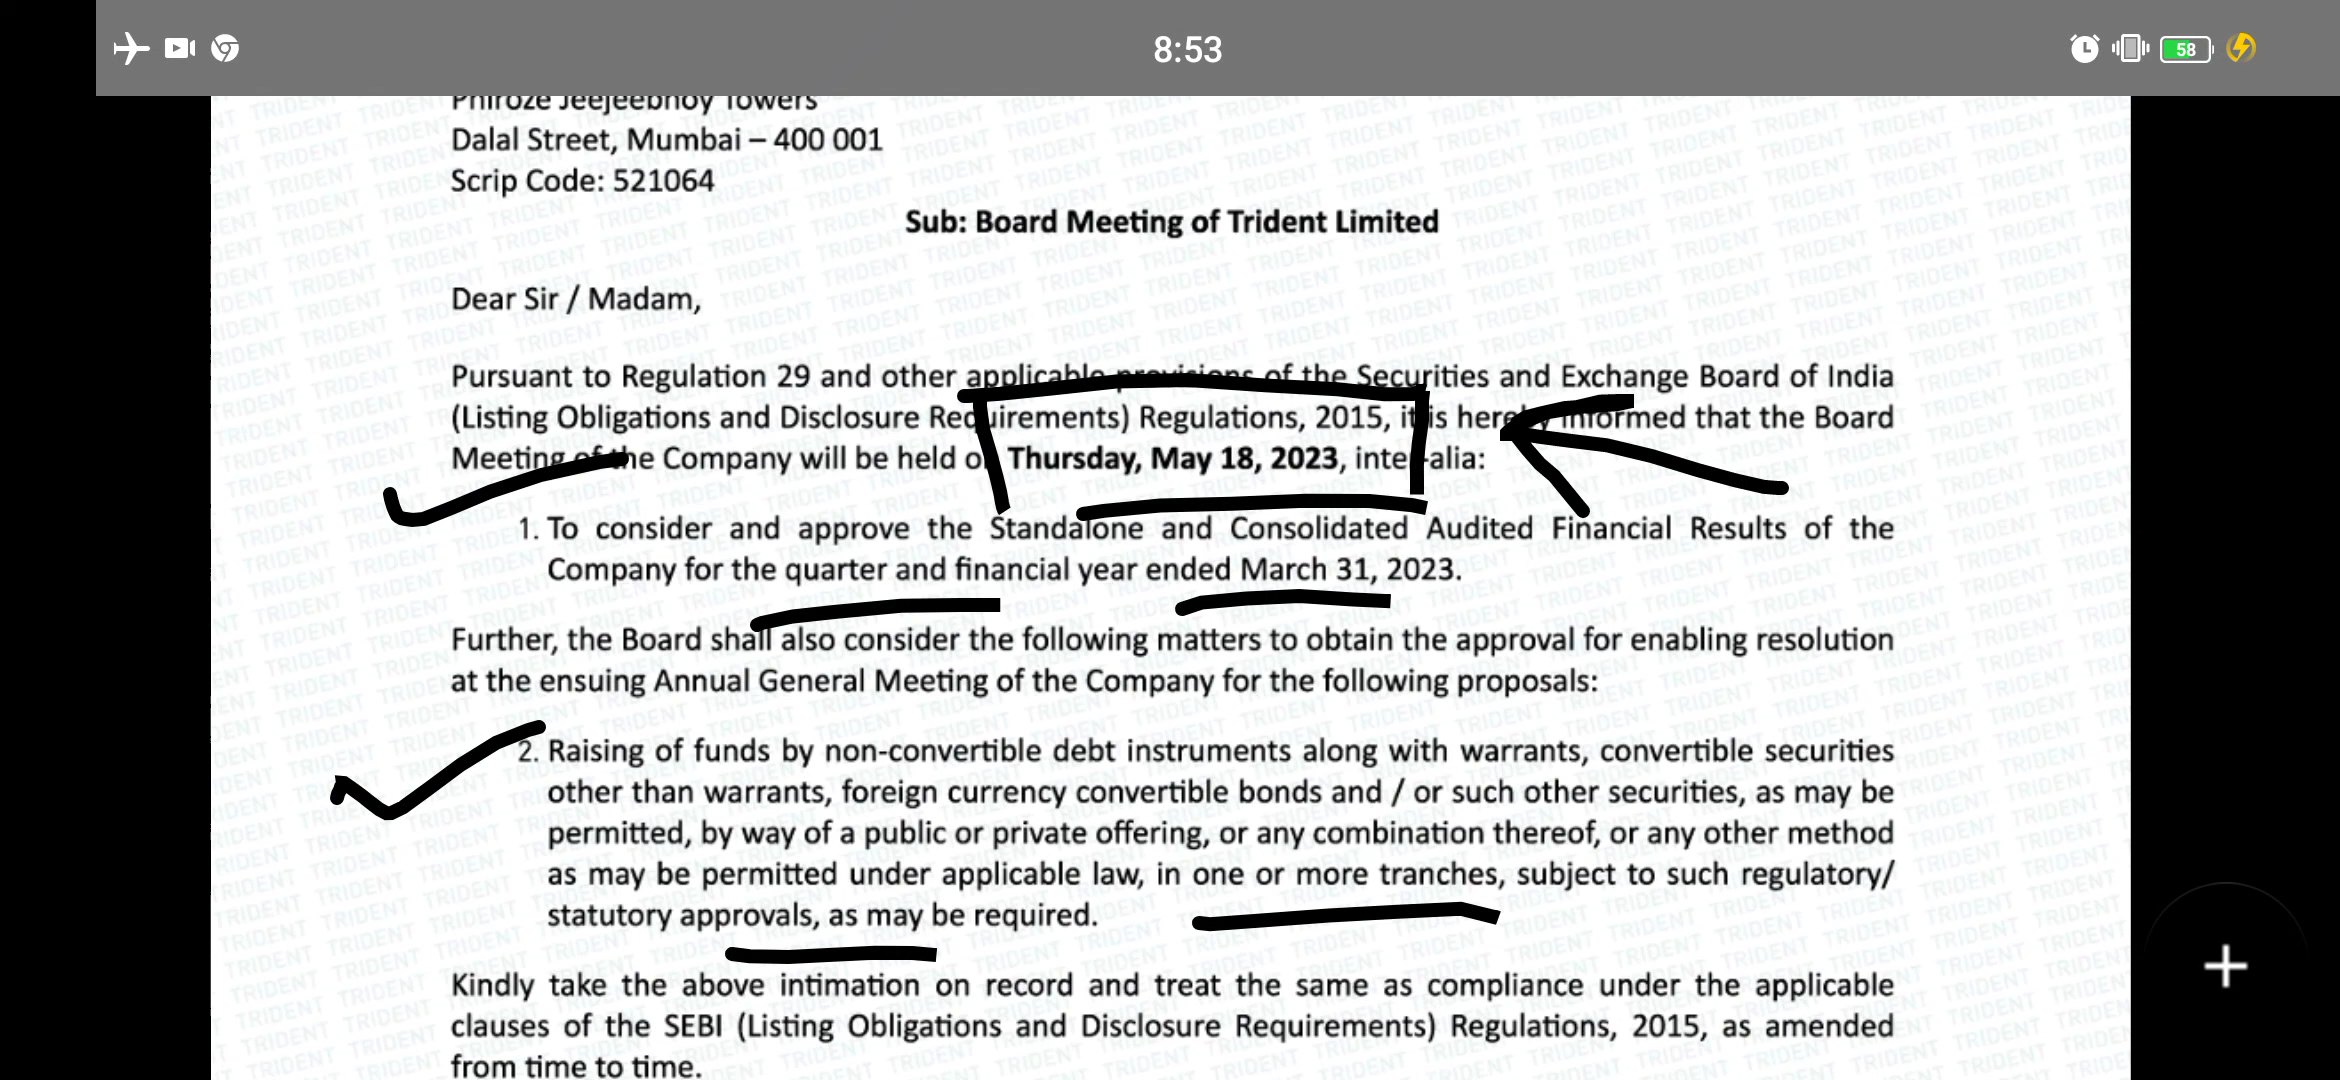 8:53
58
Phiroze Jeejeebhoy Towers
Dalal Street, Mumbai – 400 001
Scrip Code: 521064
Sub: Board Meeting of Trident Limited
Dear Sir / Madam,
Pursuant to Regulation 29 and other applicable provisions of the Securities and Exchange Board of India
(Listing Obligations and Disclosure Requirements) Regulations, 2015, it is hereby informed that the Board
Meeting of the Company will be held on Thursday, May 18, 2023, inter-alia:
1. To consider and approve the Standalone and Consolidated Audited Financial Results of the
Company for the quarter and financial year ended March 31, 2023.
Further, the Board shall also consider the following matters to obtain the approval for enabling resolution
at the ensuing Annual General Meeting of the Company for the following proposals:
2. Raising of funds by non-convertible debt instruments along with warrants, convertible securities
other than warrants, foreign currency convertible bonds and / or such other securities, as may be
permitted, by way of a public or private offering, or any combination thereof, or any other method
as may be permitted under applicable law, in one or more tranches, subject to such regulatory/
statutory approvals, as may be required.
Kindly take the above intimation on record and treat the same as compliance under the applicable
clauses of the SEBI (Listing Obligations and Disclosure Requirements) Regulations, 2015, as amended
from time to time.
TRIDENT